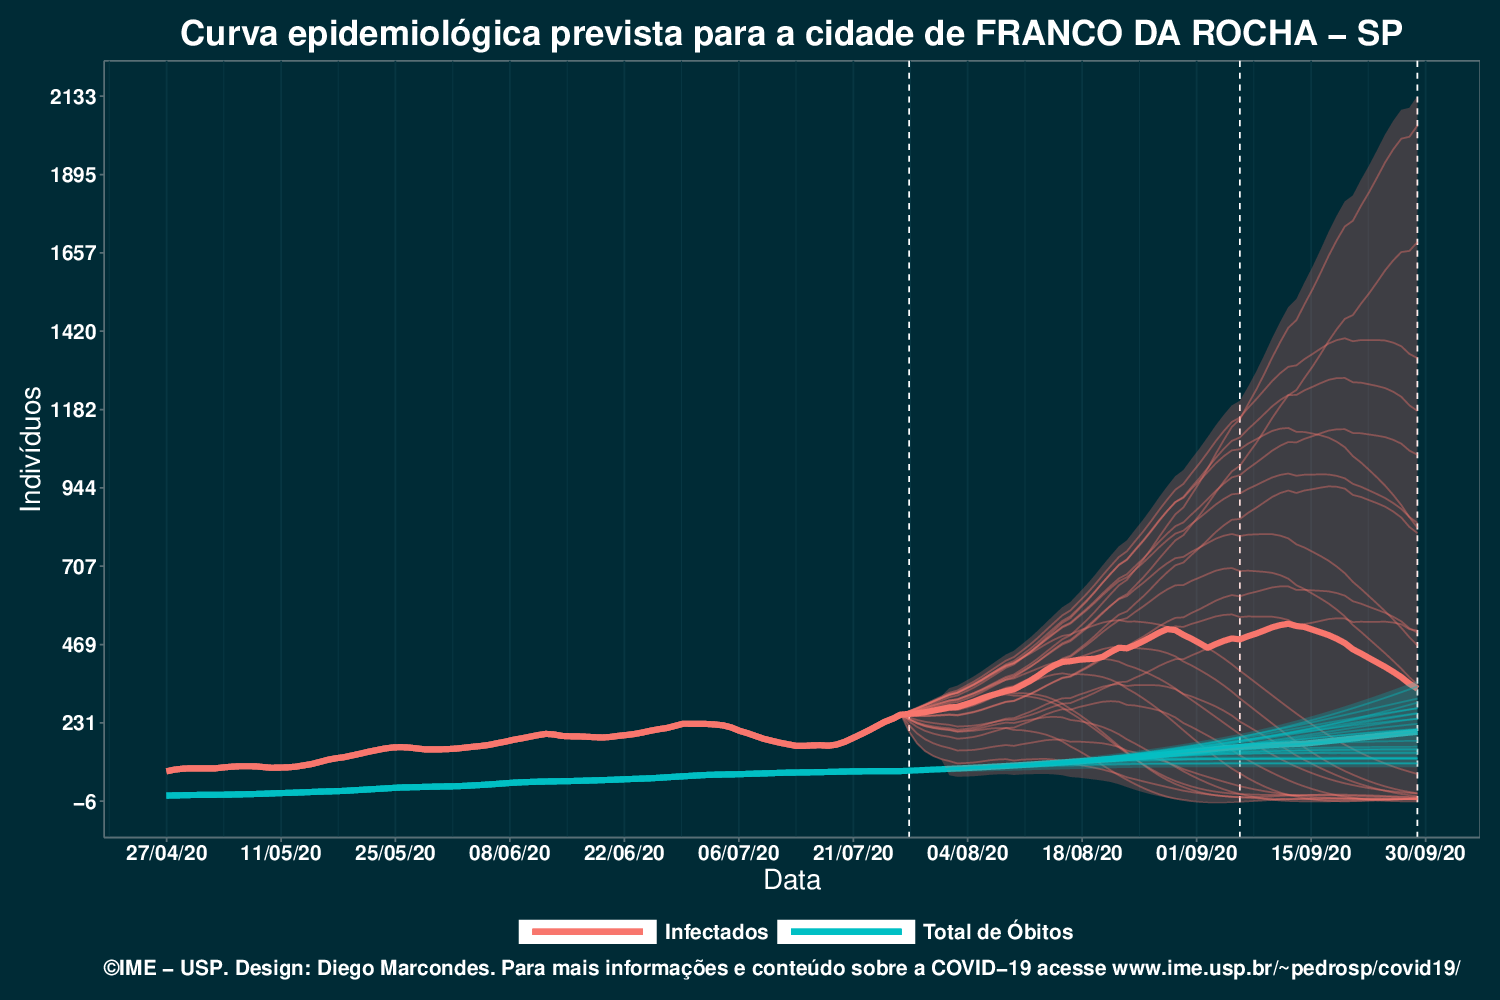 Curva epidemiológica prevista para a cidade de FRANCO DA ROCHA – SP
Indivíduos
2133
1895
1657
1420
1182
944
707
469
231
−6
27/04/20 11/05/20 25/05/20 08/06/20 22/06/20 06/07/20 21/07/20 04/08/20 18/08/20 01/09/20 15/09/20 30/09/20
Data
Infectados Total de Óbitos
©IME – USP. Design: Diego Marcondes. Para mais informações e conteúdo sobre a COVID–19 acesse www.ime.usp.br/~pedrosp/covid19/